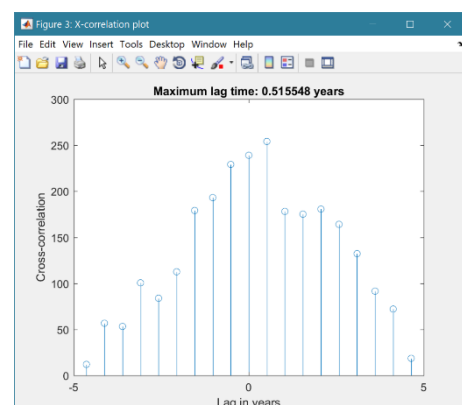 Figure 3: X-correlation plot
File Edit View Insert Tools Desktop Window Help
Maximum lag time: 0.515548 years
300
250
200
150
100
50
0
Cross-correlation
-5 0 5
Lag in years